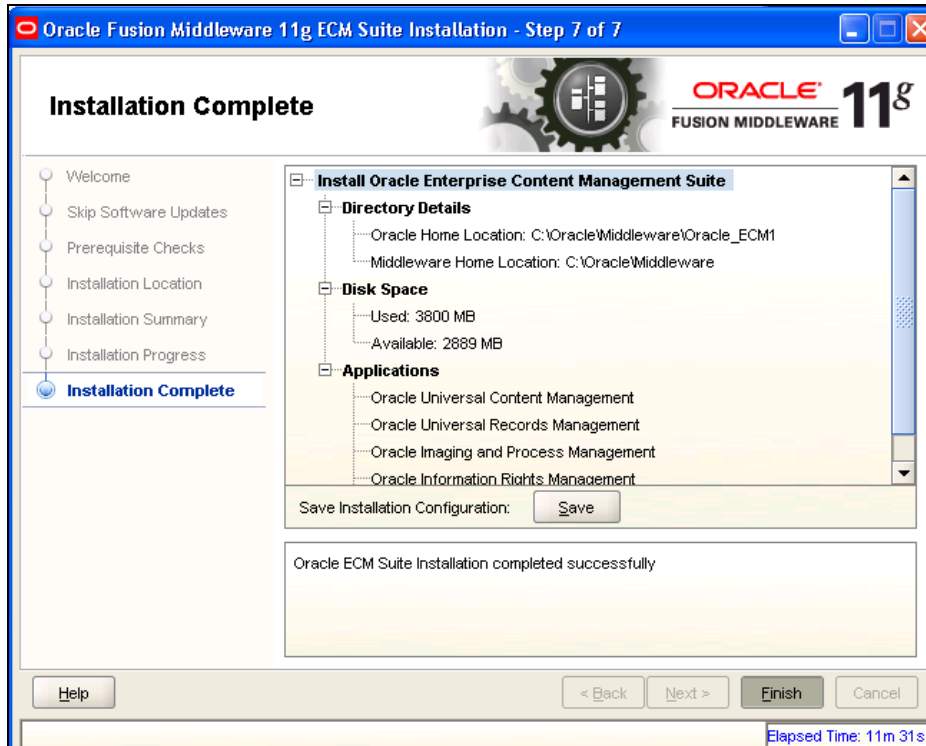 Oracle Fusion Middleware 11g ECM Suite Installation - Step 7 of 7
Installation Complete
ORACLE®
FUSION MIDDLEWARE
11g
Welcome
Skip Software Updates
Prerequisite Checks
Installation Location
Installation Summary
Installation Progress
Installation Complete
Install Oracle Enterprise Content Management Suite
Directory Details
Oracle Home Location: C:\Oracle\Middleware\Oracle_ECM1
Middleware Home Location: C:\Oracle\Middleware
Disk Space
Used: 3800 MB
Available: 2889 MB
Applications
Oracle Universal Content Management
Oracle Universal Records Management
Oracle Imaging and Process Management
Oracle Information Rights Management
Save Installation Configuration: Save
Oracle ECM Suite Installation completed successfully
Help < Back Next > Finish Cancel
Elapsed Time: 11m 31s